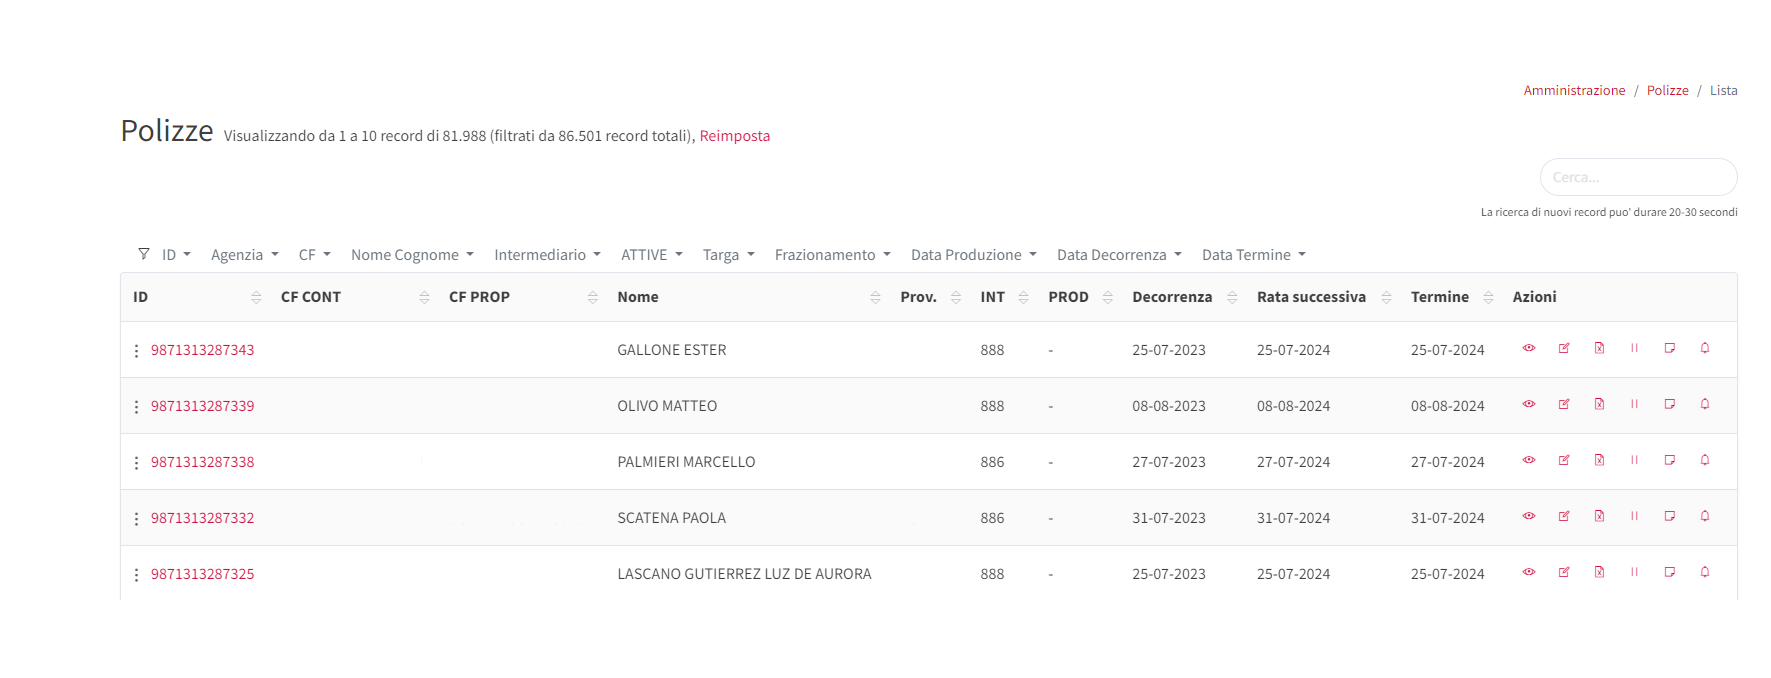 Amministrazione / Polizze / Lista
Polizze Visualizzando da 1 a 10 record di 81.988 (filtrati da 86.501 record totali), Reimposta
Cerca...
La ricerca di nuovi record puo' durare 20-30 secondi
ID Agenzia CF Nome Cognome Intermediario ATTIVE Targa Frazionamento Data Produzione Data Decorrenza Data Termine
ID CF CONT CF PROP Nome Prov. INT PROD Decorrenza Rata successiva Termine Azioni
9871313287343 GALLONE ESTER 888 - 25-07-2023 25-07-2024 25-07-2024
9871313287339 OLIVO MATTEO 888 - 08-08-2023 08-08-2024 08-08-2024
9871313287338 PALMIERI MARCELLO 886 - 27-07-2023 27-07-2024 27-07-2024
9871313287332 SCATENA PAOLA 886 - 31-07-2023 31-07-2024 31-07-2024
9871313287325 LASCANO GUTIERREZ LUZ DE AURORA 888 - 25-07-2023 25-07-2024 25-07-2024